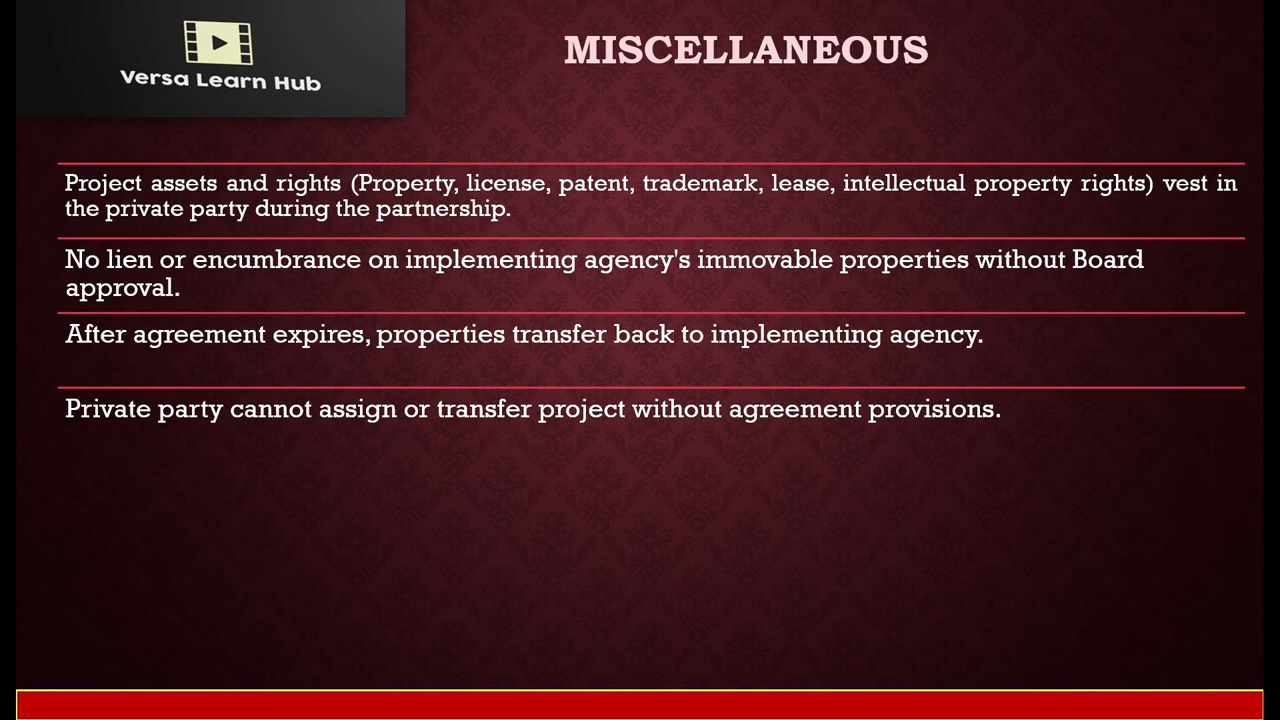 Versa Learn Hub
MISCELLANEOUS
Project assets and rights (Property, license, patent, trademark, lease, intellectual property rights) vest in
the private party during the partnership.
No lien or encumbrance on implementing agency's immovable properties without Board
approval.
After agreement expires, properties transfer back to implementing agency.
Private party cannot assign or transfer project without agreement provisions.